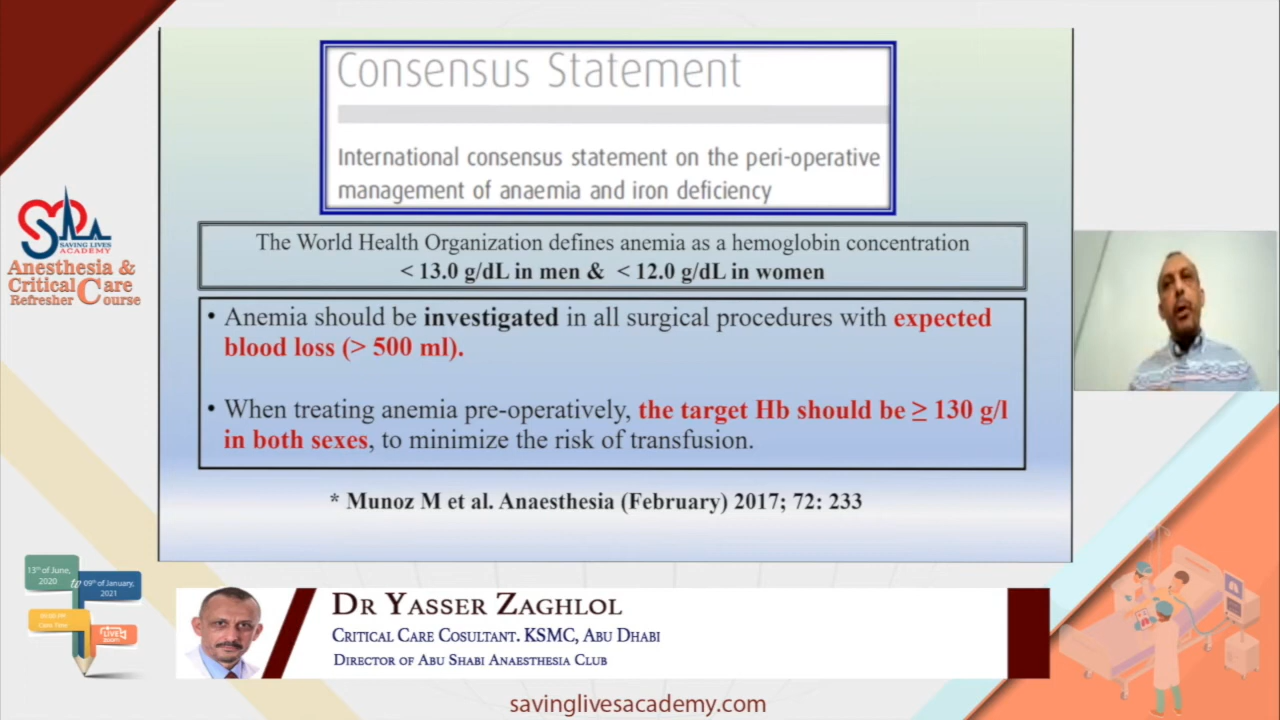 Consensus Statement
International consensus statement on the peri-operative
management of anaemia and iron deficiency
The World Health Organization defines anemia as a hemoglobin concentration
< 13.0 g/dL in men & < 12.0 g/dL in women
• Anemia should be investigated in all surgical procedures with expected
blood loss (> 500 ml).
• When treating anemia pre-operatively, the target Hb should be ≥ 130 g/l
in both sexes, to minimize the risk of transfusion.
* Munoz M et al. Anaesthesia (February) 2017; 72: 233
SAVING LIVES
ACADEMY
Anesthesia &
Critical Care
Refresher Course
13th of June,
2020
to
09th of January,
2021
LIVE
DR YASSER ZAGHLOL
CRITICAL CARE COSULTANT. KSMC, ABU DHABI
DIRECTOR OF ABU SHABI ANAESTHESIA CLUB
savinglivesacademy.com